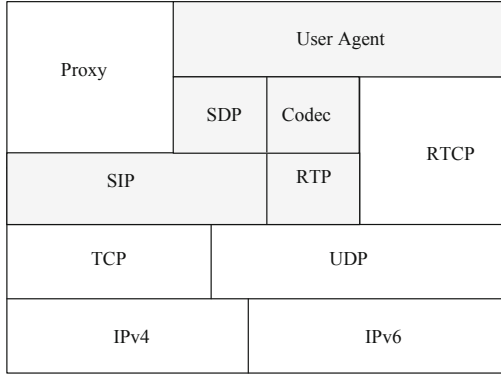 User Agent
Proxy
SDP
Codec
RTCP
SIP
RTP
TCP
UDP
IPv4
IPv6